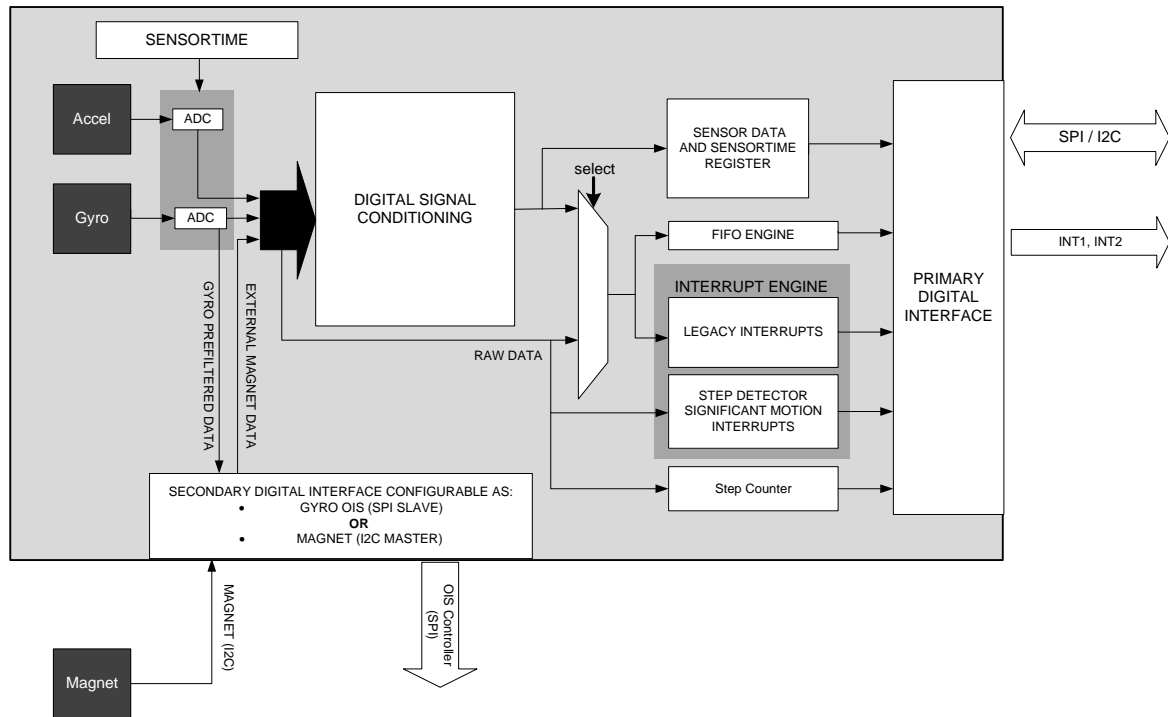 SENSORTIME
Accel
ADC
Gyro
ADC
DIGITAL SIGNAL
CONDITIONING
select
SENSOR DATA
AND SENSORTIME
REGISTER
FIFO ENGINE
INTERRUPT ENGINE
LEGACY INTERRUPTS
STEP DETECTOR
SIGNIFICANT MOTION
INTERRUPTS
Step Counter
PRIMARY
DIGITAL
INTERFACE
SPI / I2C
INT1, INT2
RAW DATA
GYRO PREFILTERED DATA
EXTERNAL MAGNET DATA
SECONDARY DIGITAL INTERFACE CONFIGURABLE AS:
• GYRO OIS (SPI SLAVE)
OR
• MAGNET (I2C MASTER)
MAGNET (I2C)
OIS Controller
(SPI)
Magnet